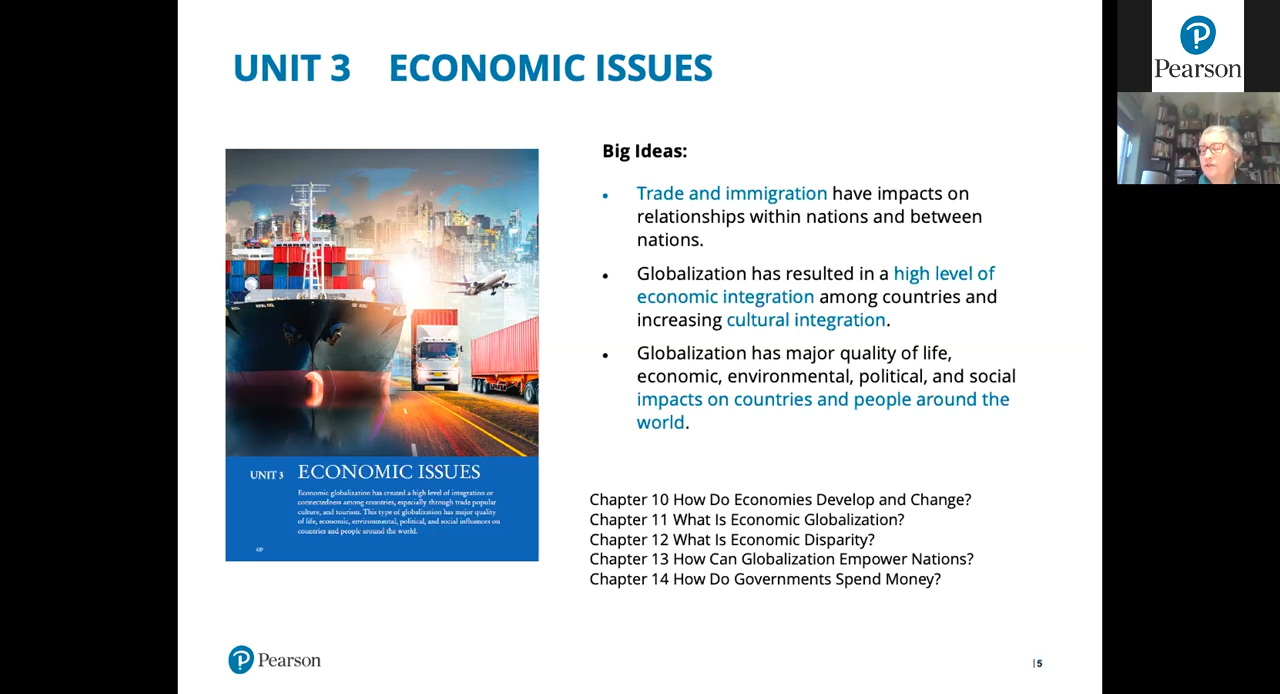 UNIT 3 ECONOMIC ISSUES
Pearson
Big Ideas:
• Trade and immigration have impacts on
relationships within nations and between
nations.
• Globalization has resulted in a high level of
economic integration among countries and
increasing cultural integration.
• Globalization has major quality of life,
economic, environmental, political, and social
impacts on countries and people around the
world.
UNIT 3 ECONOMIC ISSUES
Economic globalization has created a high level of integration or
connectedness among countries, especially through trade popular
culture, and tourism. This type of globalization has major quality
of life, economic, environmental, political, and social influences on
countries and people around the world.
Chapter 10 How Do Economies Develop and Change?
Chapter 11 What Is Economic Globalization?
Chapter 12 What Is Economic Disparity?
Chapter 13 How Can Globalization Empower Nations?
Chapter 14 How Do Governments Spend Money?
Pearson
| 5